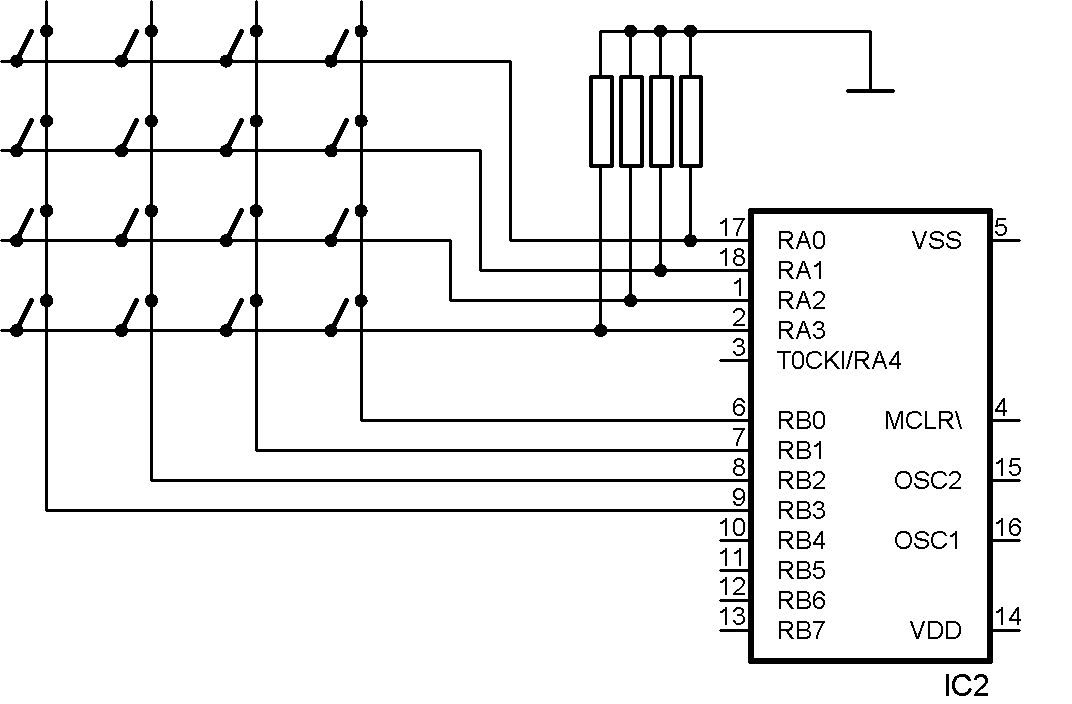 17 RA0 VSS 5
18 RA1
1 RA2
2 RA3
3 T0CKI/RA4
6 RB0 MCLR\ 4
7 RB1
8 RB2 OSC2 15
9 RB3
10 RB4 OSC1 16
11 RB5
12 RB6
13 RB7 VDD 14
IC2